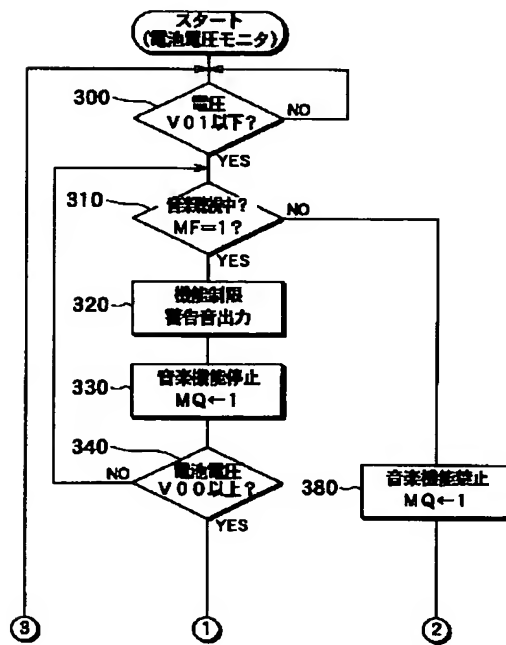 スタート
(電池電圧モニタ)
300
電圧
V01以下?
NO
YES
310
音楽聴視中?
MF=1?
NO
YES
320
機能制限
警告音出力
330
音楽機能停止
MQ←1
340
電池電圧
V00以上?
NO
YES
380
音楽機能禁止
MQ←1
3
1
2